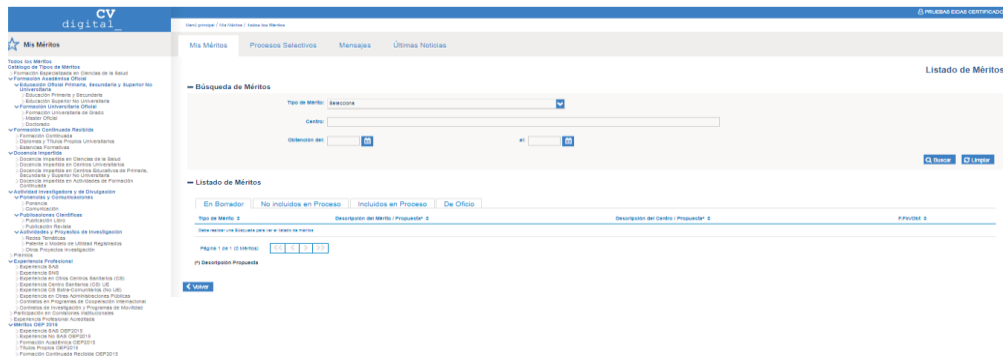 CV
digital_
PRUEBAS EIDAS CERTIFICADO
Menú principal / Mis Méritos / Todos los Méritos
Mis Méritos
Mis Méritos
Procesos Selectivos
Mensajes
Últimas Noticias
Todos los Méritos
Catálogo de Tipos de Méritos
Formación Especializada en Ciencias de la Salud
Formación Académica Oficial
Educación Oficial Primaria, Secundaria y Superior No
Universitaria
Educación Primaria y Secundaria
Educación Superior No Universitaria
Formación Universitaria Oficial
Formación Universitaria de Grado
Máster Oficial
Doctorado
Formación Continuada Recibida
Formación Continuada
Diplomas y Títulos Propios Universitarios
Estancias Formativas
Docencia Impartida
Docencia Impartida en Ciencias de la Salud
Docencia Impartida en Centros Universitarios
Docencia Impartida en Centros Educativos de Primaria,
Secundaria y Superior No Universitaria
Docencia Impartida en Actividades de Formación
Continuada
Actividad Investigadora y de Divulgación
Ponencias y Comunicaciones
Ponencia
Comunicación
Publicaciones Científicas
Publicación Libro
Publicación Revista
Actividades y Proyectos de Investigación
Redes Temáticas
Patente o Modelo de Utilidad Registrados
Otros Proyectos Investigación
Premios
Experiencia Profesional
Experiencia SAS
Experiencia SNS
Experiencia en Otros Centros Sanitarios (CS)
Experiencia Centro Sanitario (CS) UE
Experiencia CS Extra-Comunitarios (No UE)
Experiencia en Otras Administraciones Públicas
Contratos en Programas de Cooperación Internacional
Contratos de Investigación y Programas de Movilidad
Participación en Comisiones Institucionales
Experiencia Profesional Acreditada
Méritos OEP 2015
Experiencia SAS OEP2015
Experiencia No SAS OEP2015
Formación Académica OEP2015
Títulos Propios OEP2015
Formación Continuada Recibida OEP2015
Listado de Méritos
Búsqueda de Méritos
Tipo de Mérito: Selecciona
Centro:
Obtención del: al:
Buscar Limpiar
Listado de Méritos
En Borrador No incluidos en Proceso Incluidos en Proceso De Oficio
Tipo de Mérito Descripción del Mérito / Propuesta* Descripción del Centro / Propuesta* F.Fin/Obt
Debe realizar una Búsqueda para ver el listado de méritos
Página 1 de 1 (0 Méritos) << < > >>
(*) Descripción Propuesta
Volver